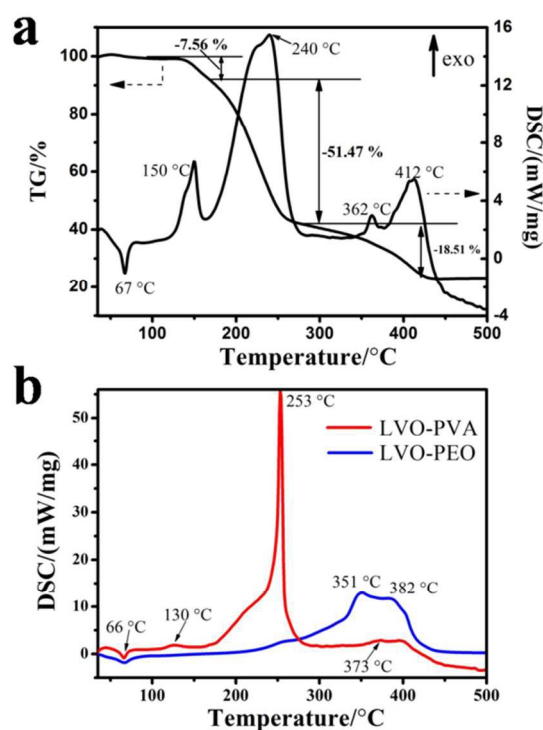 a
100
80
60
40
20
TG/%
16
12
8
4
0
-4
DSC/(mW/mg)
-7.56 %
240 °C
exo
-51.47 %
150 °C
412°C
362 °C
-18.51 %
67 °C
100 200 300 400 500
Temperature/°C
b
50
40
30
20
10
0
DSC/(mW/mg)
253 °C
LVO-PVA
LVO-PEO
351 °C
382 °C
130 °C
66 °C
373 °C
100 200 300 400 500
Temperature/°C